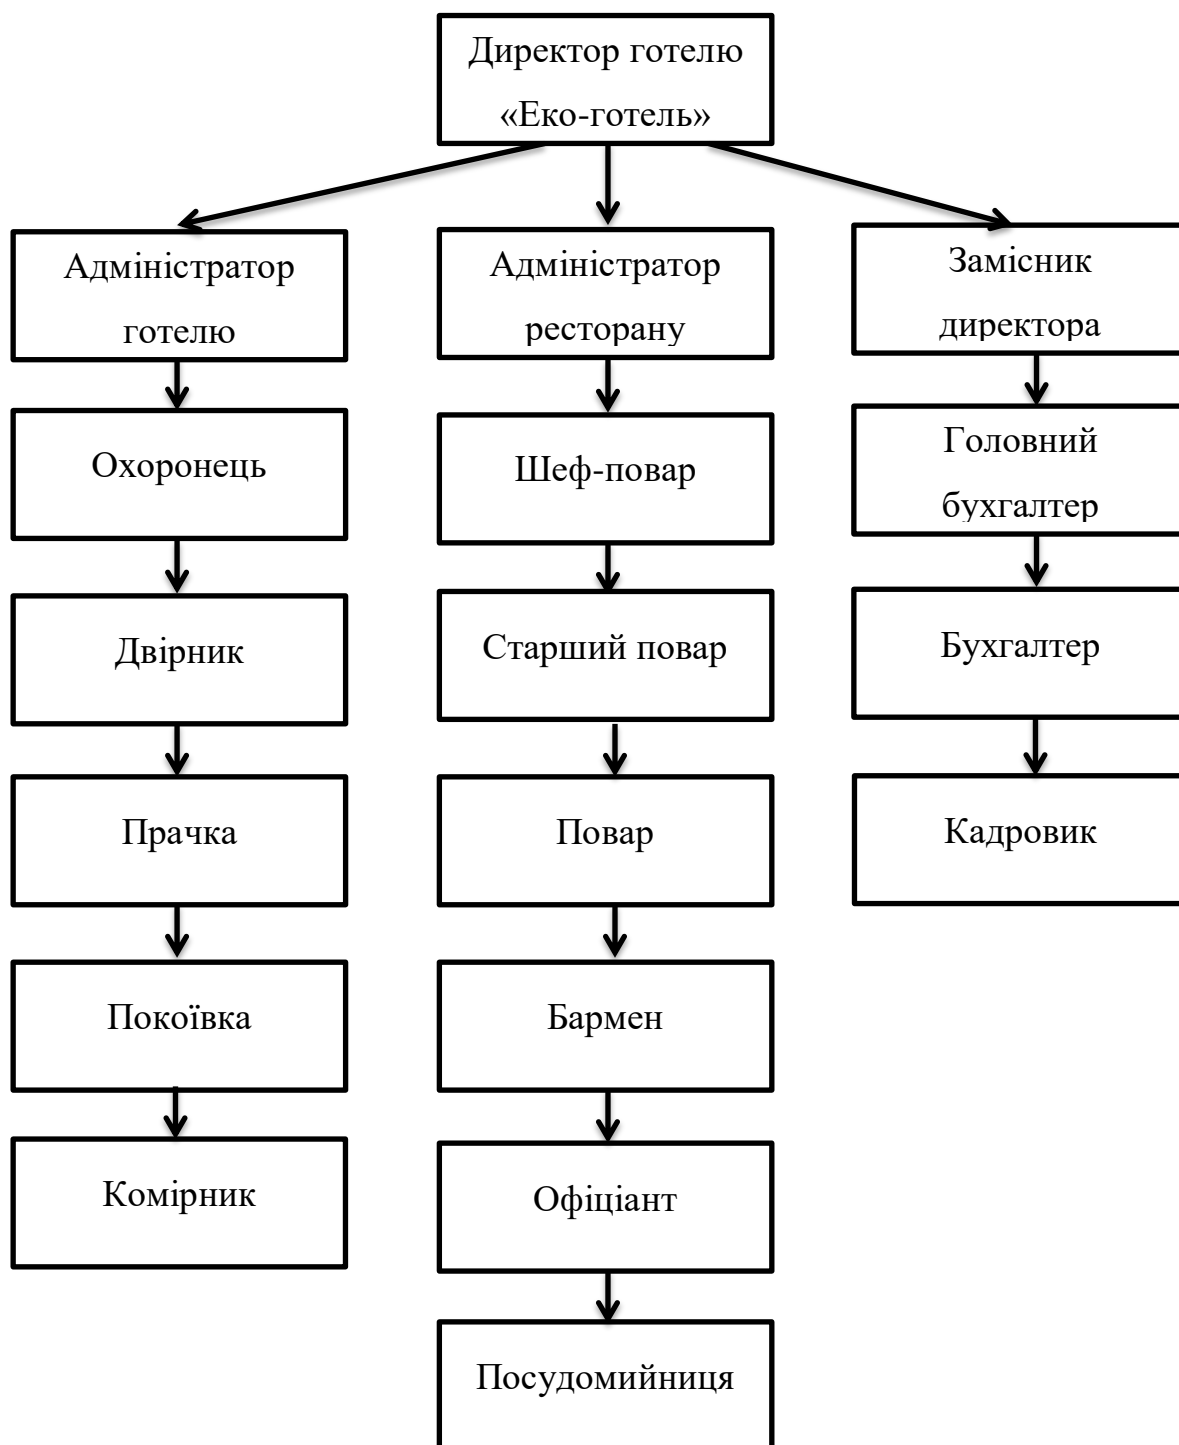 Директор готелю
«Еко-готель»
Адміністратор
готелю
Адміністратор
ресторану
Замісник
директора
Охоронець
Шеф-повар
Головний
бухгалтер
Двірник
Старший повар
Бухгалтер
Прачка
Повар
Кадровик
Покоївка
Бармен
Комірник
Офіціант
Посудомийниця